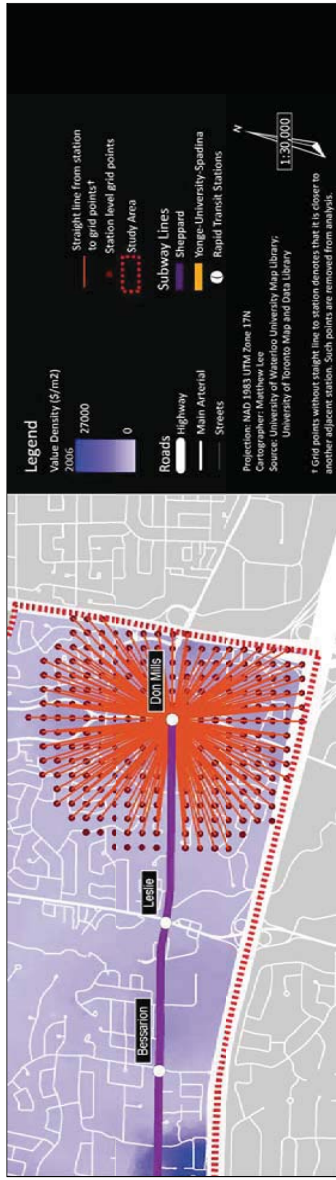 Bessarion
Leslie
Don Mills
Legend
Value Density ($/m2)
2006
27000
0
Straight line from station
to grid points†
Station level grid points
Study Area
Roads
Highway
Main Arterial
Streets
Subway Lines
Sheppard
Yonge-University-Spadina
Rapid Transit Stations
Projection: NAD 1983 UTM Zone 17N
Cartographer: Matthew Lee
Source: University of Waterloo University Map Library;
University of Toronto Map and Data Library
N
1:30,000
† Grid points without staight line to station denotes that it is closer to
another adjacent station. Such points are removed from analysis.